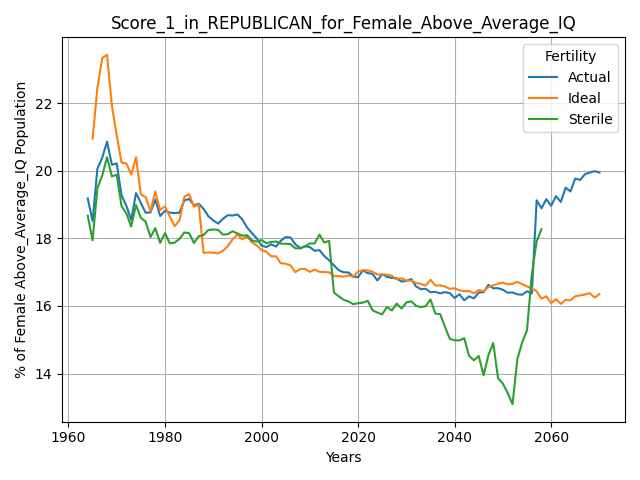 Score_1_in_REPUBLICAN_for_Female_Above_Average_IQ
% of Female Above_Average_IQ Population
22
20
18
16
14
1960 1980 2000 2020 2040 2060
Years
Fertility
Actual
Ideal
Sterile